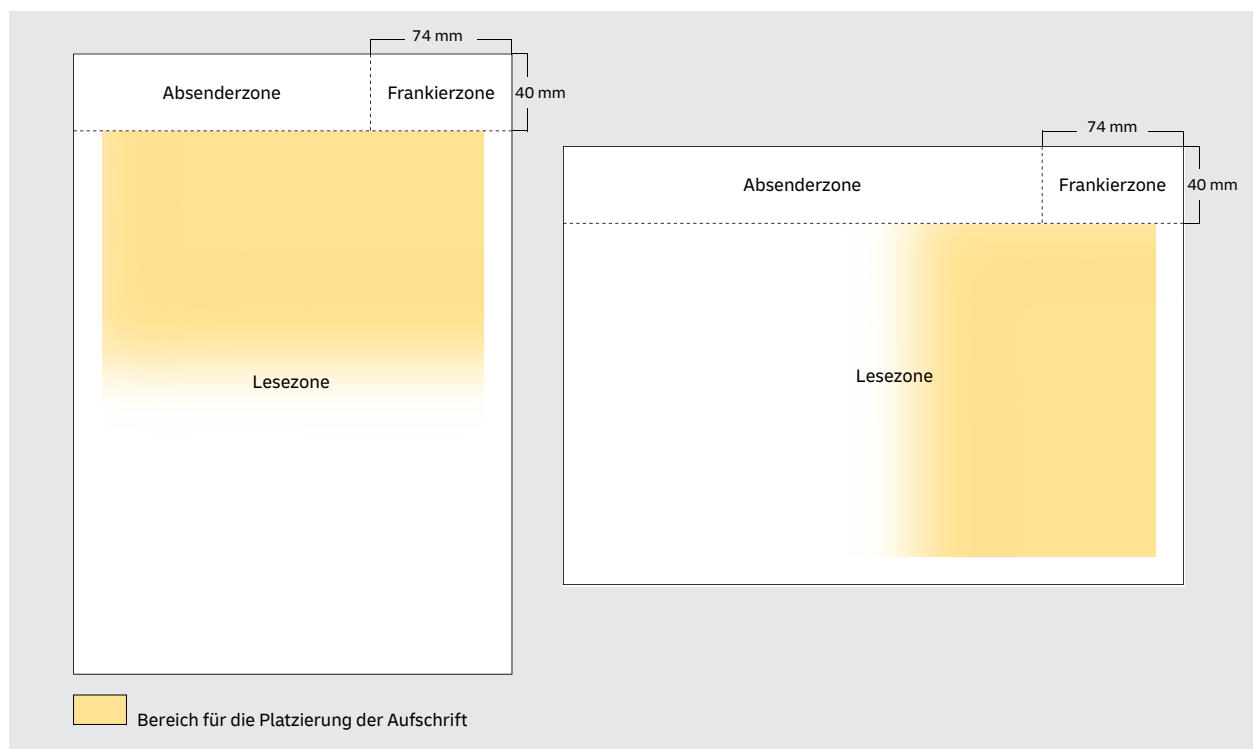 74 mm
Absenderzone
Frankierzone
40 mm
Lesezone
74 mm
Absenderzone
Frankierzone
40 mm
Lesezone
Bereich für die Platzierung der Aufschrift